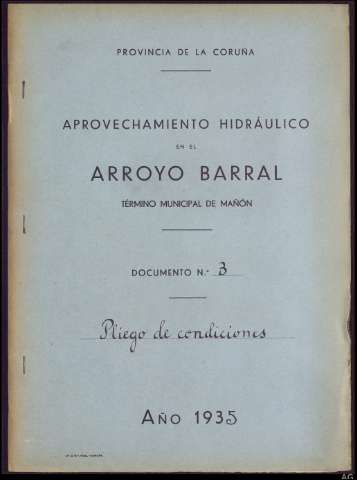 PROVINCIA DE LA CORUÑA
APROVECHAMIENTO HIDRÁULICO
EN EL
ARROYO BARRAL
TÉRMINO MUNICIPAL DE MAÑÓN
DOCUMENTO N.º 3
Pliego de condiciones
AÑO 1935
AG